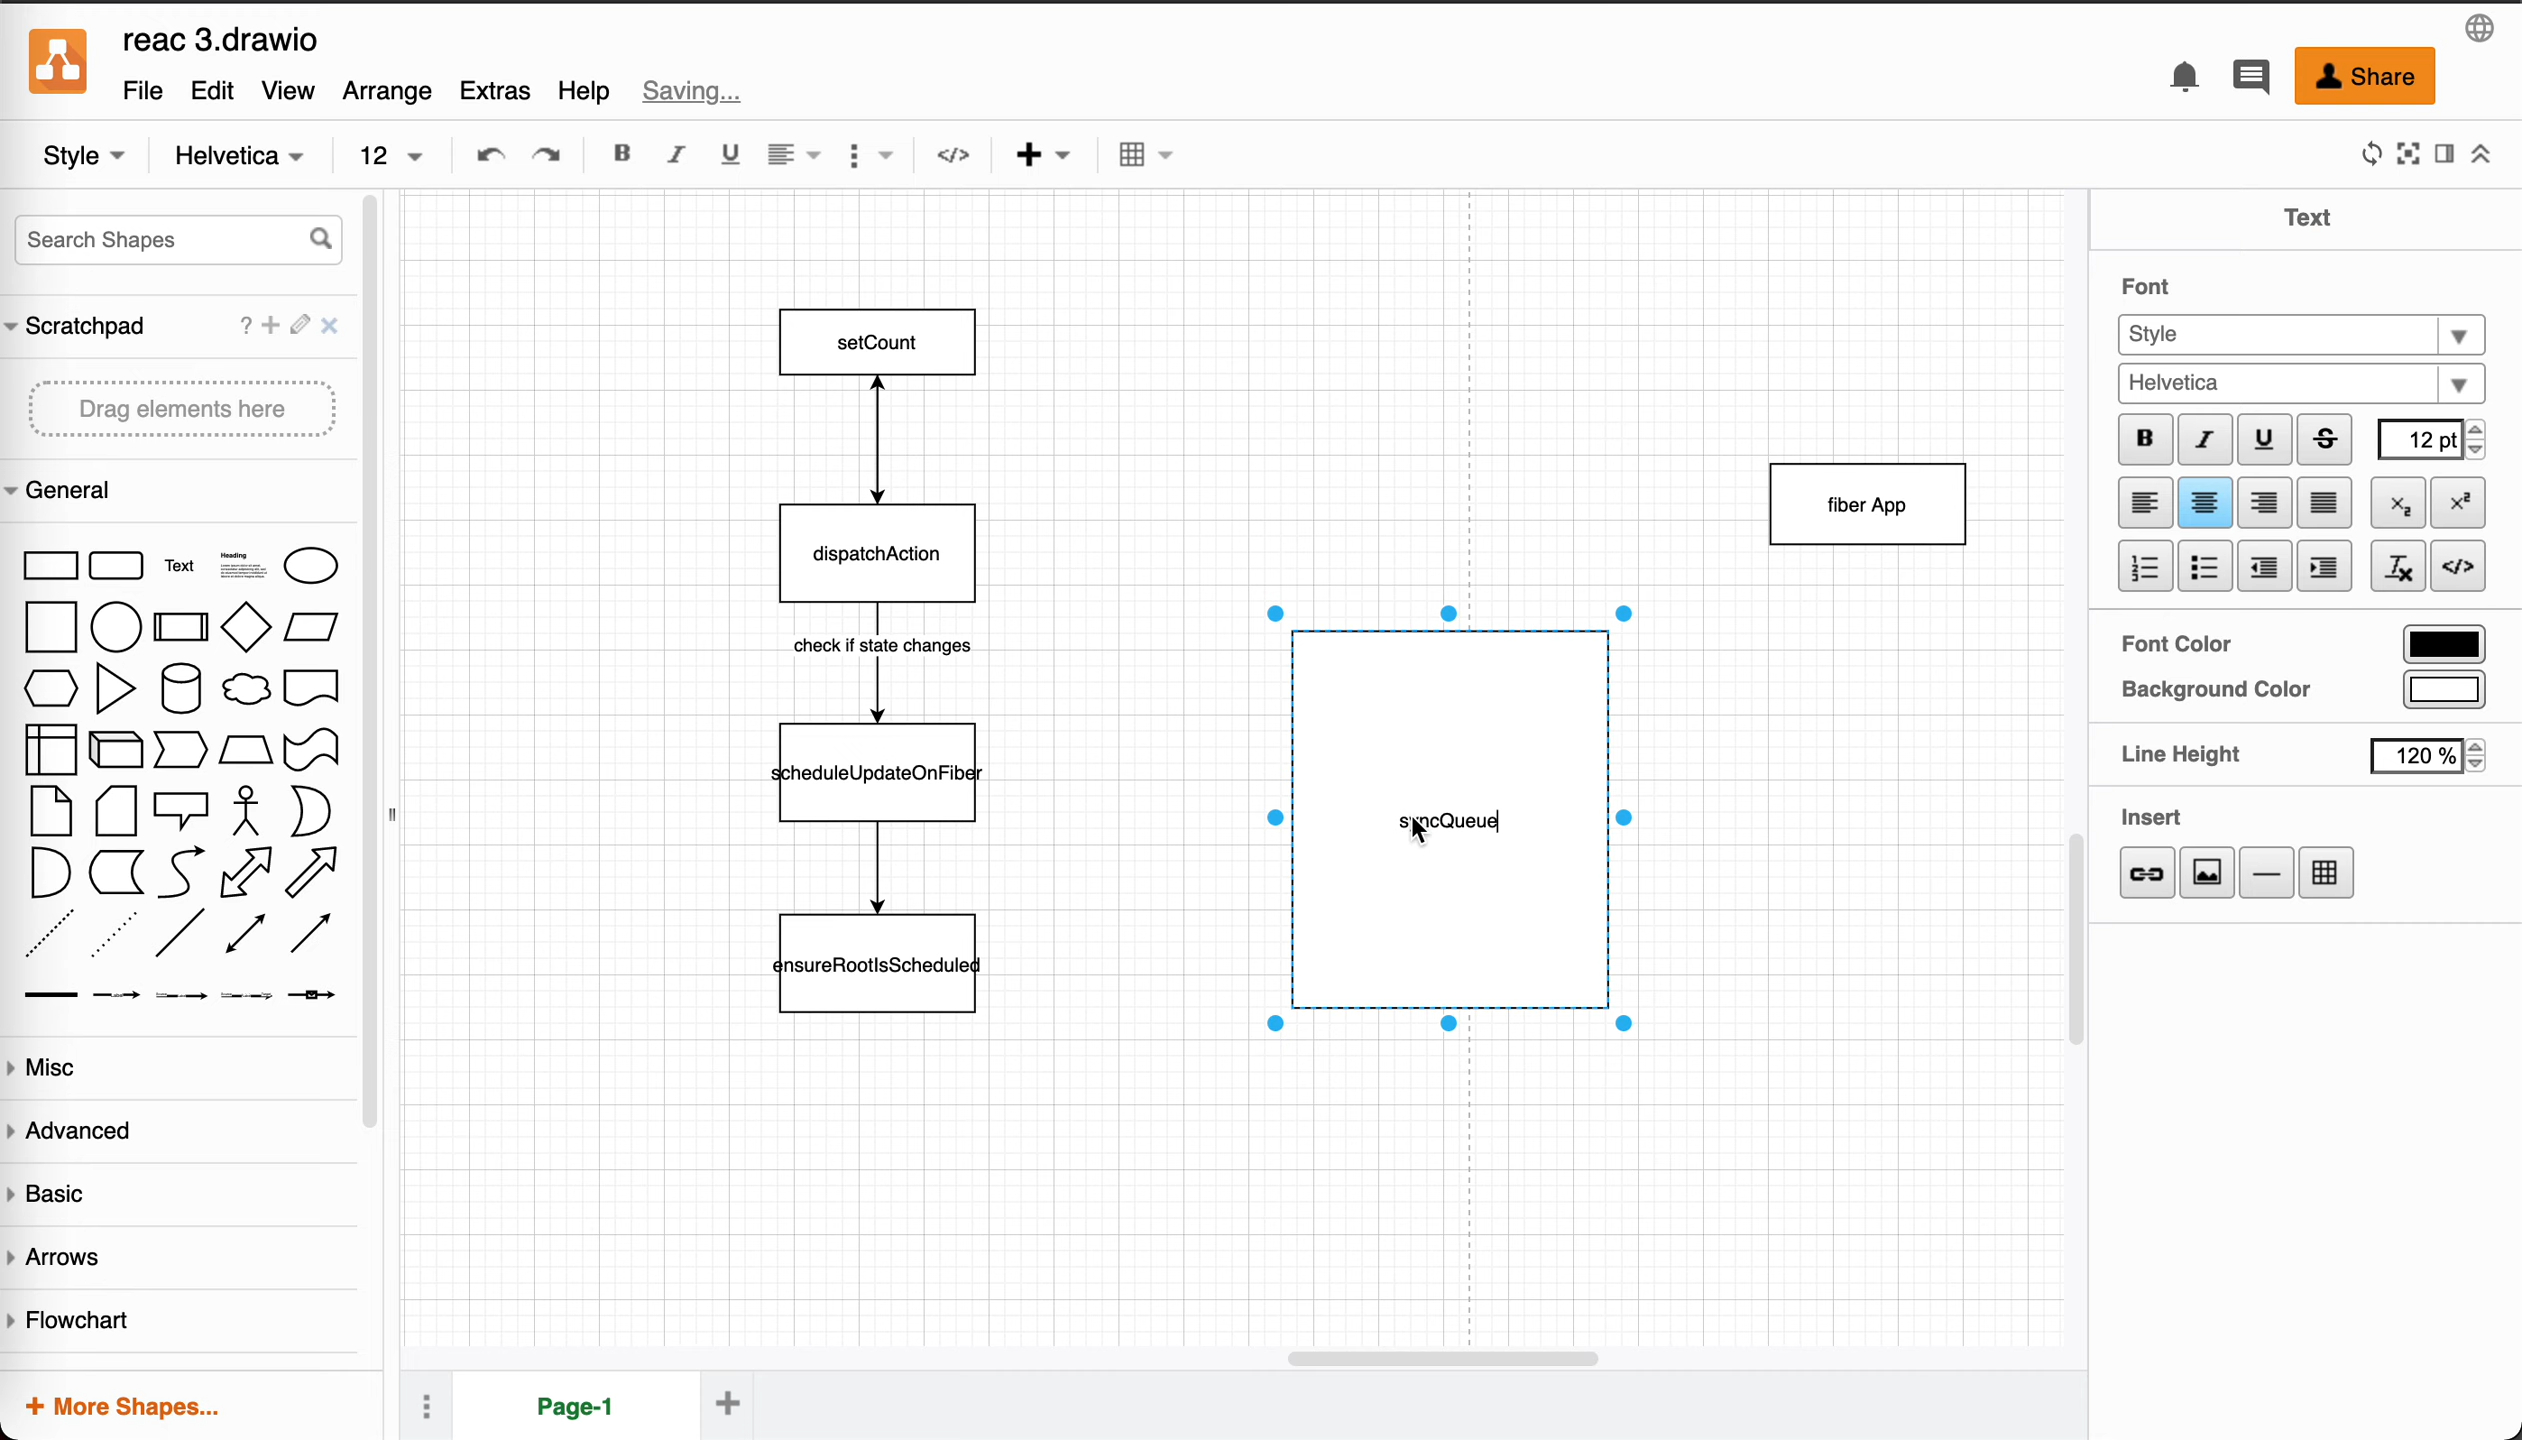 reac 3.drawio
File Edit View Arrange Extras Help Saving...
Share
Style Helvetica 12
Search Shapes
Scratchpad ?
Drag elements here
General
Text Heading
Misc
Advanced
Basic
Arrows
Flowchart
+ More Shapes...
setCount
dispatchAction
check if state changes
scheduleUpdateOnFiber
ensureRootIsScheduled
fiber App
syncQueue
Page-1
Text
Font
Style
Helvetica
B I U S 12 pt
Font Color
Background Color
Line Height 120 %
Insert